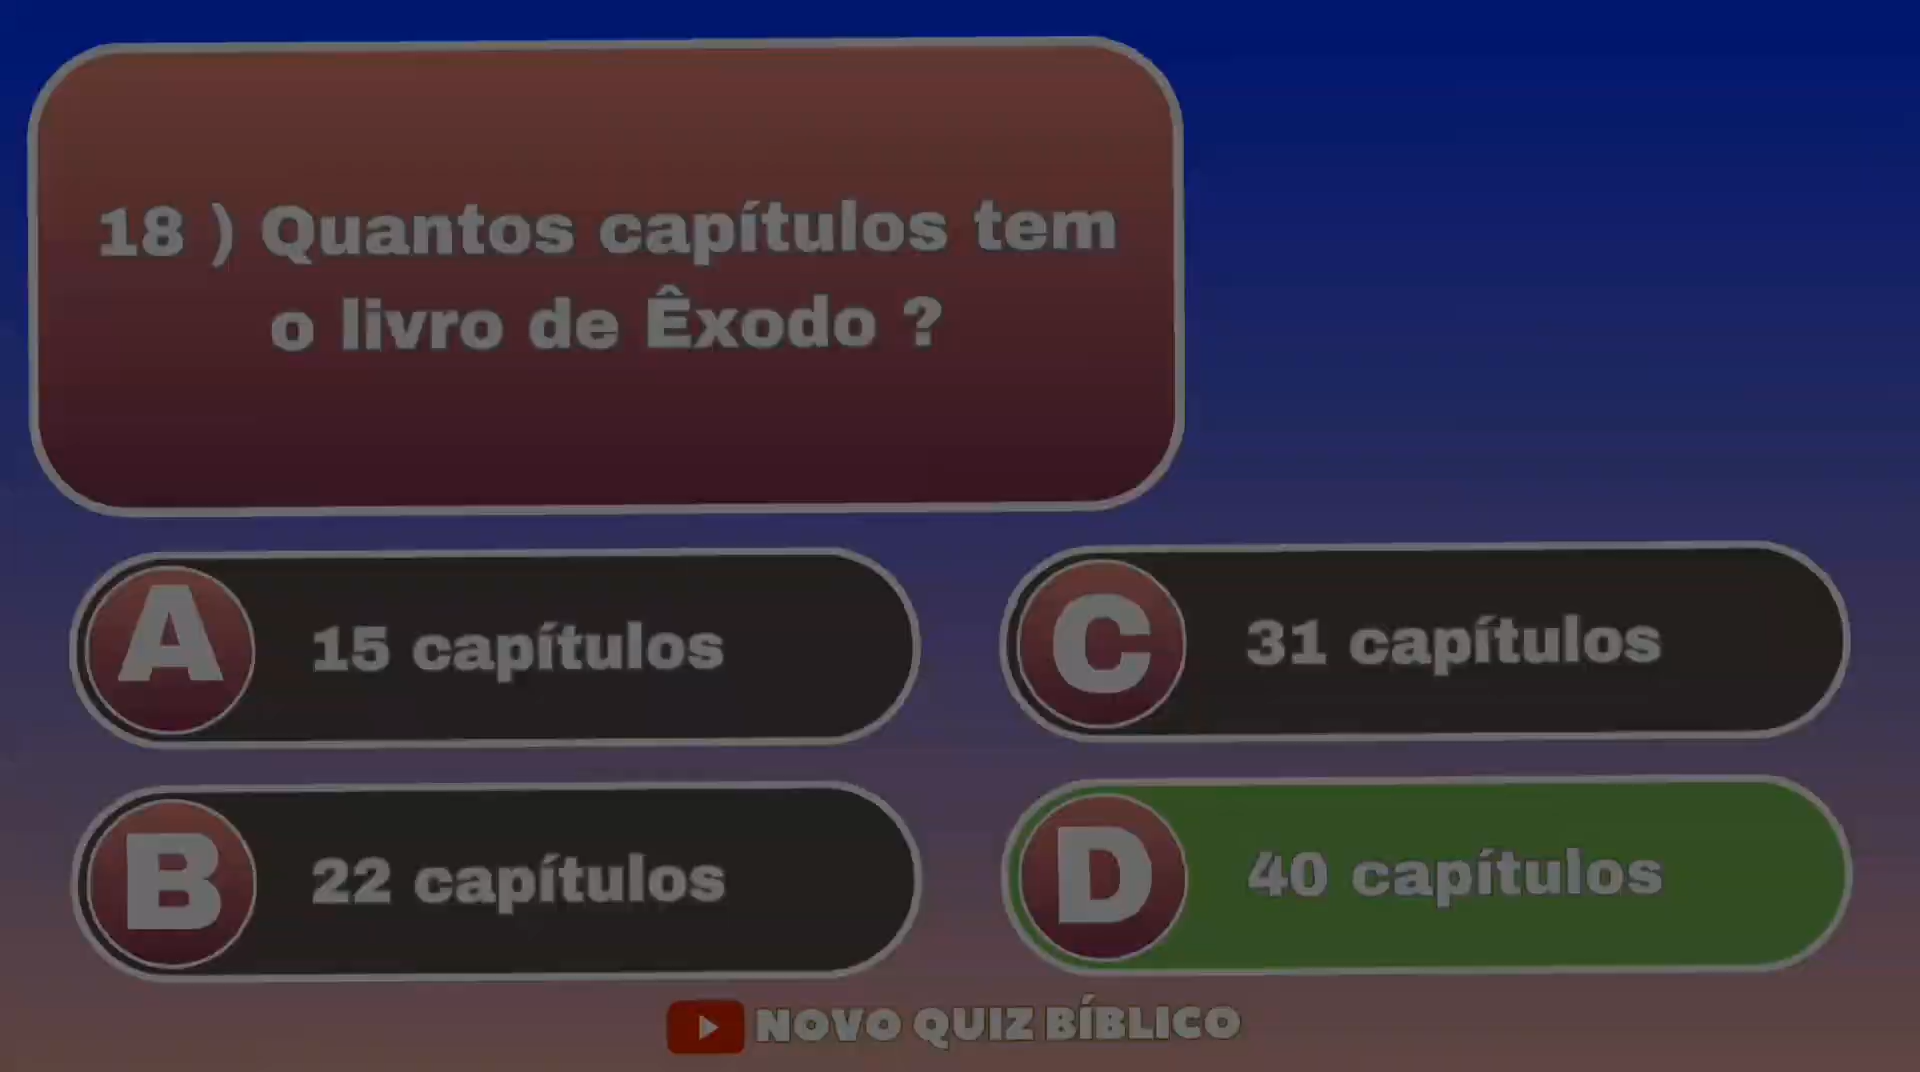 18 ) Quantos capítulos tem
o livro de Êxodo ?
A
15 capítulos
B
22 capítulos
C
31 capítulos
D
40 capítulos
NOVO QUIZ BÍBLICO